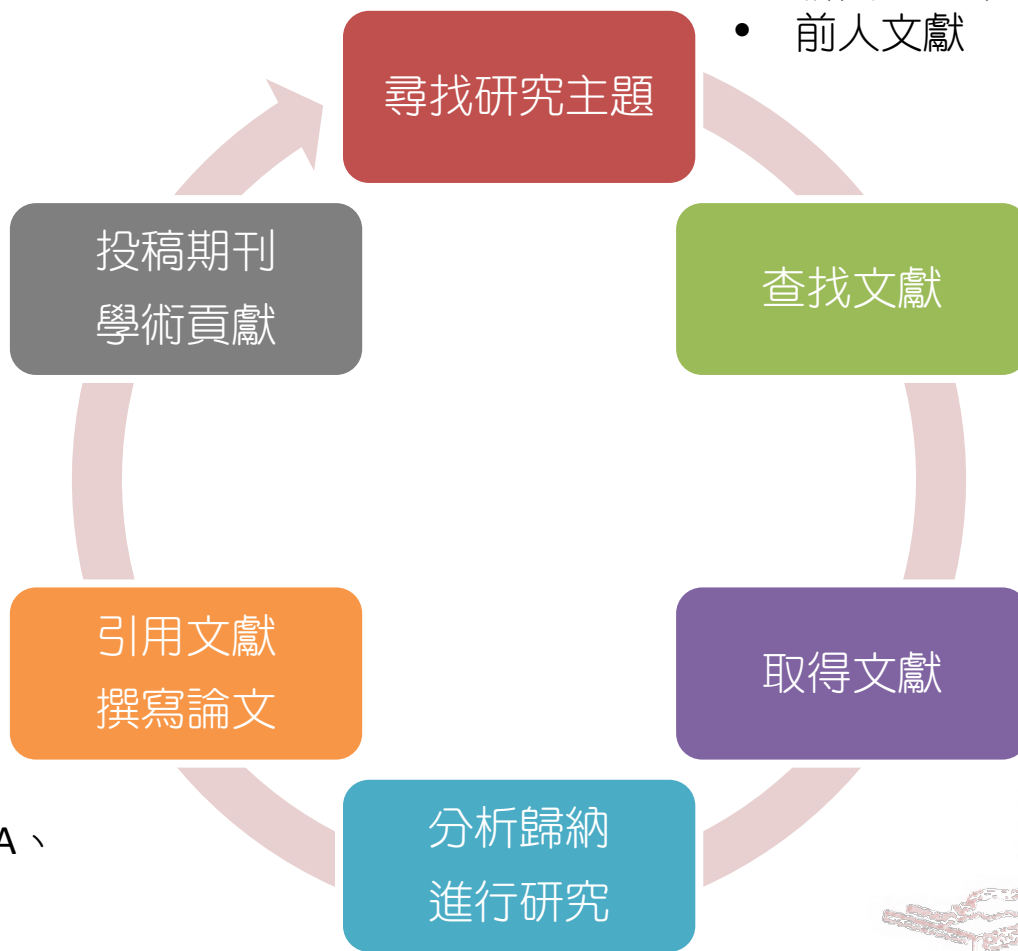 • 前人文獻
尋找研究主題
查找文獻
取得文獻
分析歸納
進行研究
引用文獻
撰寫論文
投稿期刊
學術貢獻
A、